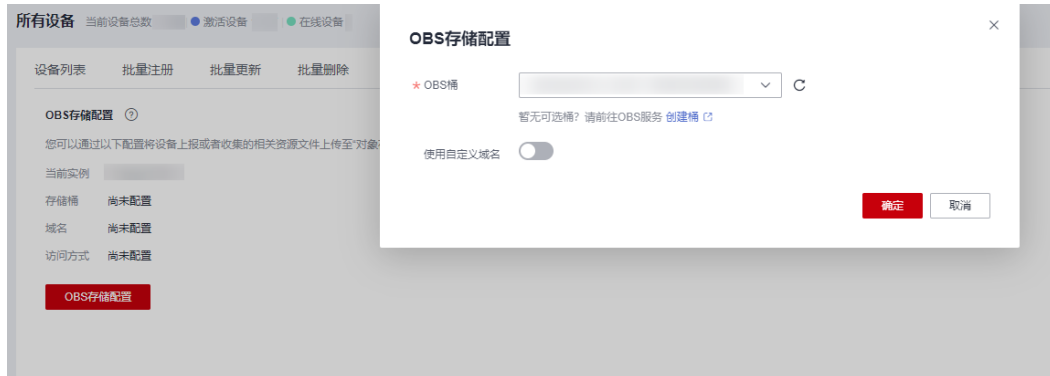 所有设备 当前设备总数 激活设备 在线设备
设备列表 批量注册 批量更新 批量删除
OBS存储配置
您可以通过以下配置将设备上报或者收集的相关资源文件上传至“对象
当前实例
存储桶 尚未配置
域名 尚未配置
访问方式 尚未配置
OBS存储配置
OBS存储配置
* OBS桶
暂无可选桶？请前往OBS服务 创建桶
使用自定义域名
确定 取消